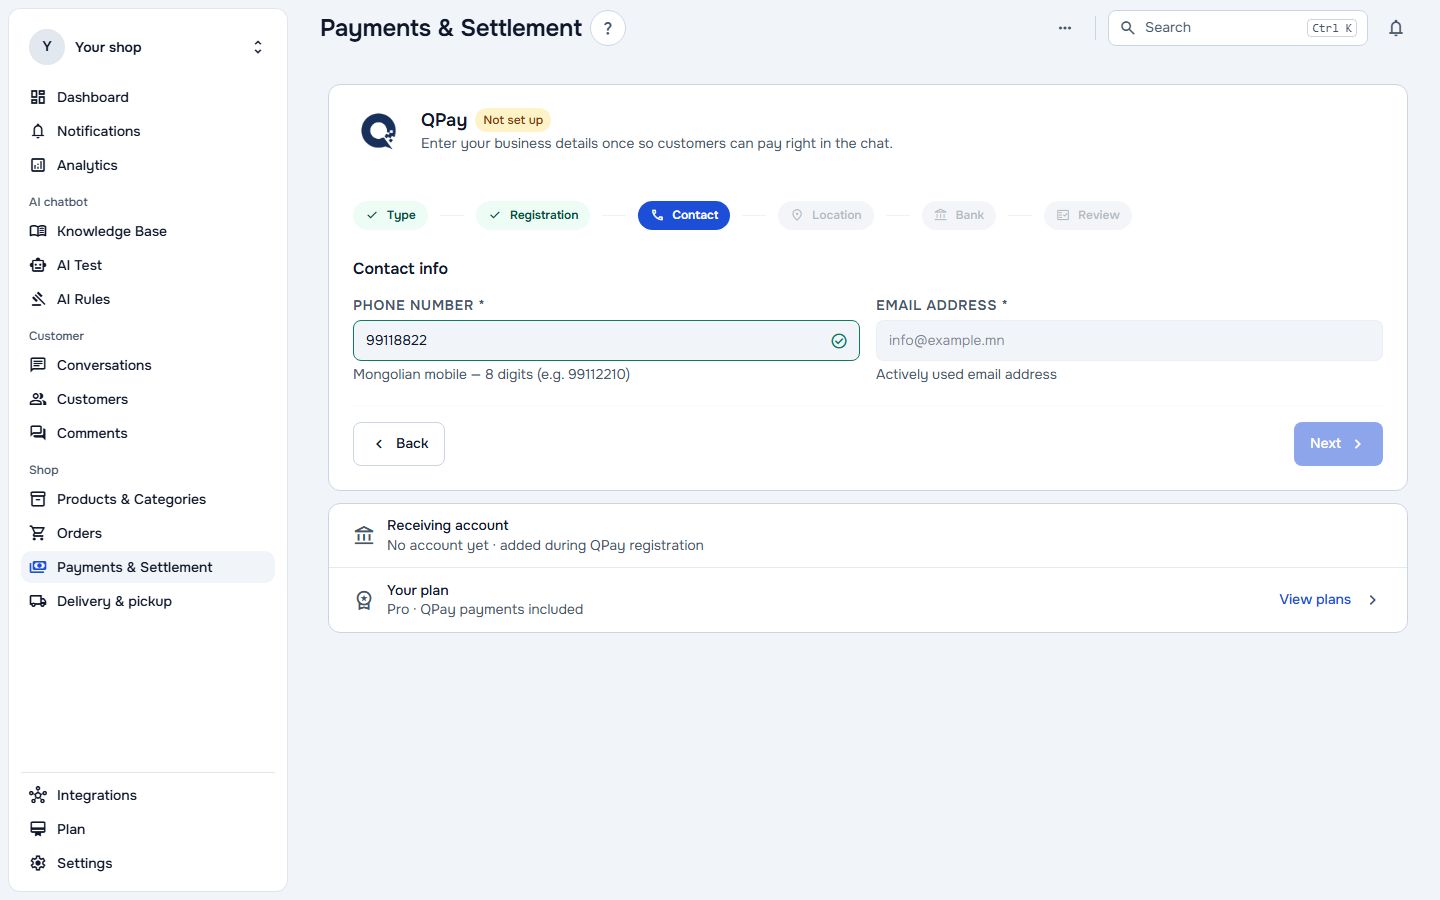 Y Your shop
Dashboard
Notifications
Analytics
AI chatbot
Knowledge Base
AI Test
AI Rules
Customer
Conversations
Customers
Comments
Shop
Products & Categories
Orders
Payments & Settlement
Delivery & pickup
Integrations
Plan
Settings
Payments & Settlement ?
Search Ctrl K
QPay Not set up
Enter your business details once so customers can pay right in the chat.
Type Registration Contact Location Bank Review
Contact info
PHONE NUMBER * EMAIL ADDRESS *
99118822 info@example.mn
Mongolian mobile – 8 digits (e.g. 99112210) Actively used email address
Back Next
Receiving account
No account yet · added during QPay registration
Your plan
Pro · QPay payments included
View plans